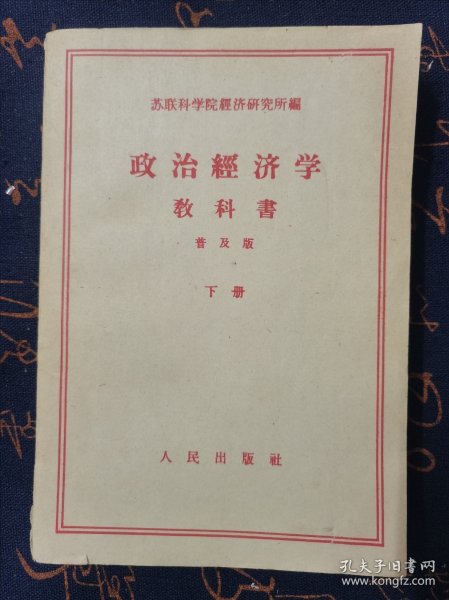 苏联科学院經济研究所編
政治經济学
教科書
普及版
下册
人民出版社
孔夫子旧书网
www.kongfz.com